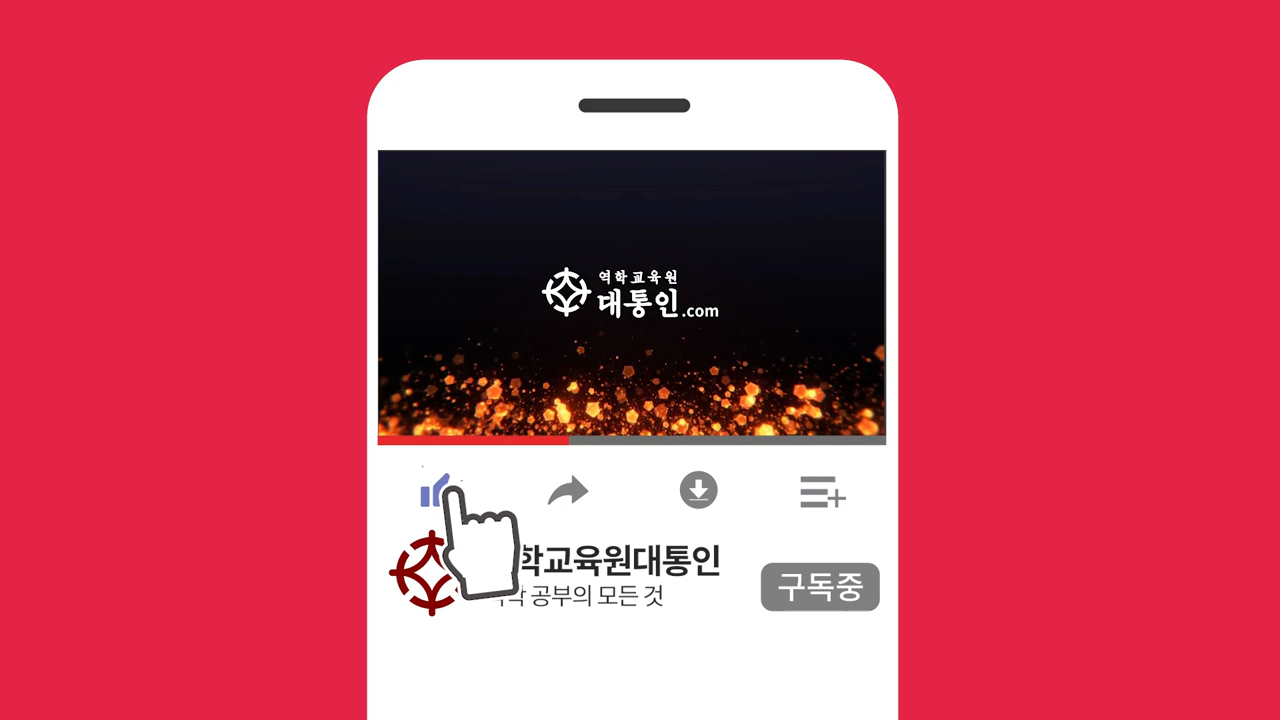 역학교육원
대통인.com
학교육원대통인
공부의 모든 것
구독중